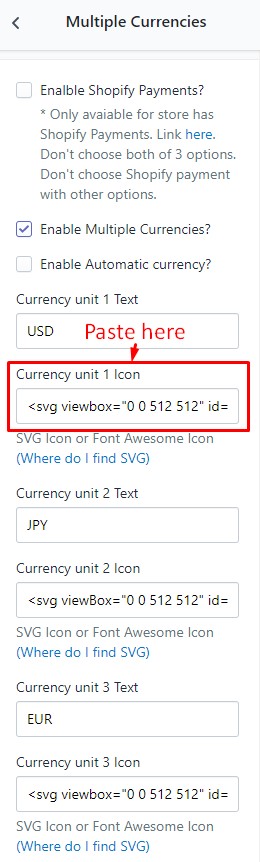 Multiple Currencies
Enalble Shopify Payments?
* Only avaiable for store has
Shopify Payments. Link here.
Don't choose both of 3 options.
Don't choose Shopify payment
with other options.
Enable Multiple Currencies?
Enable Automatic currency?
Currency unit 1 Text
USD
Paste here
Currency unit 1 Icon
<svg viewbox="0 0 512 512" id=
SVG Icon or Font Awesome Icon
(Where do I find SVG)
Currency unit 2 Text
JPY
Currency unit 2 Icon
<svg viewBox="0 0 512 512" id=
SVG Icon or Font Awesome Icon
(Where do I find SVG)
Currency unit 3 Text
EUR
Currency unit 3 Icon
<svg viewbox="0 0 512 512" id=
SVG Icon or Font Awesome Icon
(Where do I find SVG)